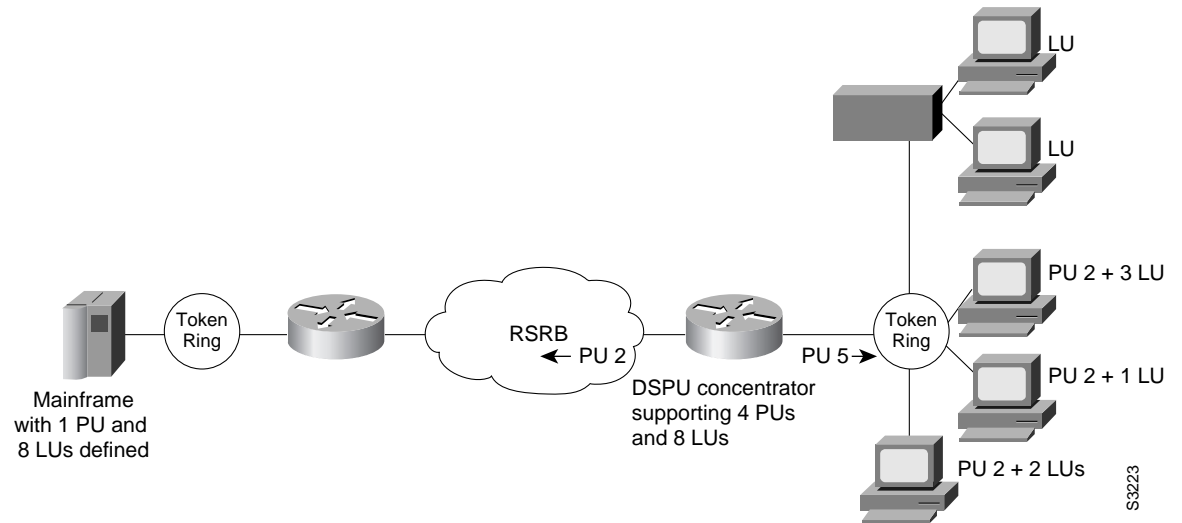 LU
LU
PU 2 + 3 LU
Token
Ring
RSRB
← PU 2
PU 5→
Token
Ring
PU 2 + 1 LU
Mainframe
with 1 PU and
8 LUs defined
DSPU concentrator
supporting 4 PUs
and 8 LUs
PU 2 + 2 LUs
S3223